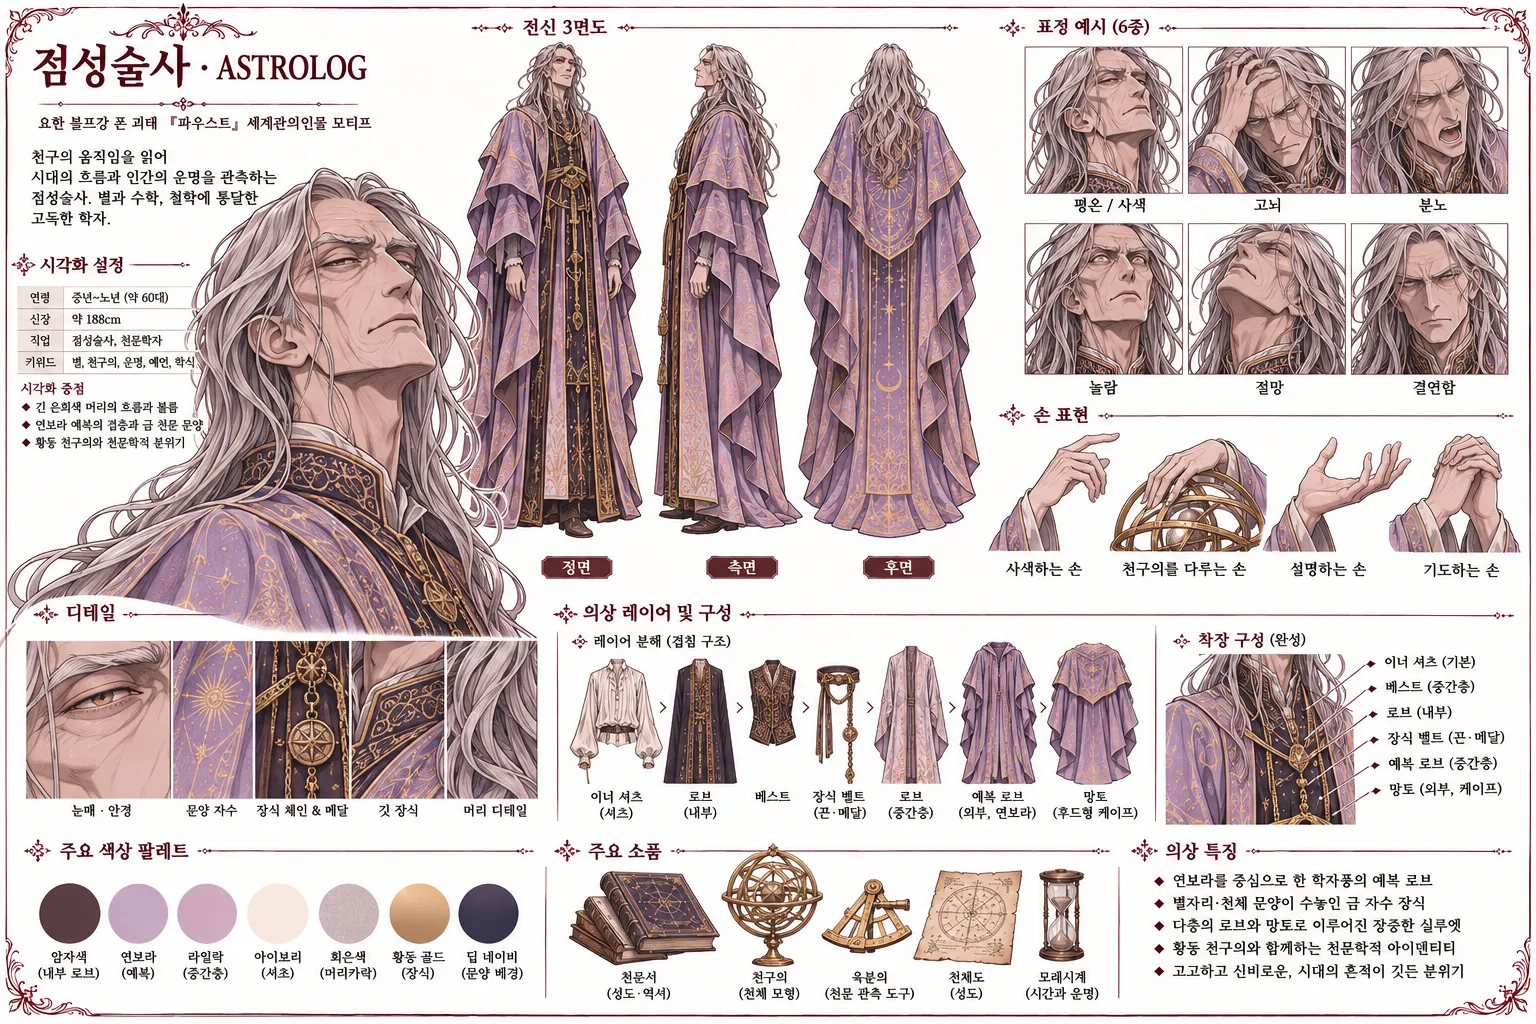 점성술사 · ASTROLOG
요한 볼프강 폰 괴태 『파우스트』 세계관의인물 모티프
천구의 움직임을 읽어
시대의 흐름과 인간의 운명을 관측하는
점성술사. 별과 수학, 철학에 통달한
고독한 학자.
시각화 설정
연령 중년~노년 (약 60대)
신장 약 188cm
직업 점성술사, 천문학자
키워드 별, 천구의, 운명, 예언, 학식
시각화 중점
◆ 긴 은회색 머리의 흐름과 볼륨
◆ 연보라 예복의 겹층과 금 천문 문양
◆ 황동 천구의와 천문학적 분위기
전신 3면도
정면
측면
후면
표정 예시 (6종)
평온 / 사색
고뇌
분노
놀람
절망
결연함
손 표현
사색하는 손
천구의를 다루는 손
설명하는 손
기도하는 손
디테일
눈매 · 안경
문양 자수
장식 체인 & 메달
깃 장식
머리 디테일
의상 레이어 및 구성
레이어 분해 (겹침 구조)
이너 셔츠
(셔츠)
로브
(내부)
베스트
장식 벨트
(끈·메달)
로브
(중간층)
예복 로브
(외부, 연보라)
망토
(후드형 케이프)
착장 구성 (완성)
이너 셔츠 (기본)
베스트 (중간층)
로브 (내부)
장식 벨트 (끈·메달)
예복 로브 (중간층)
망토 (외부, 케이프)
주요 색상 팔레트
암자색
(내부 로브)
연보라
(예복)
라일락
(중간층)
아이보리
(셔츠)
회은색
(머리카락)
황동 골드
(장식)
딥 네이비
(문양 배경)
주요 소품
천문서
(성도·역서)
천구의
(천체 모형)
육분의
(천문 관측 도구)
천체도
(성도)
모래시계
(시간과 운명)
의상 특징
◆ 연보라를 중심으로 한 학자풍의 예복 로브
◆ 별자리·천체 문양이 수놓인 금 자수 장식
◆ 다층의 로브와 망토로 이루어진 장중한 실루엣
◆ 황동 천구의와 함께하는 천문학적 아이덴티티
◆ 고고하고 신비로운, 시대의 흔적이 깃든 분위기